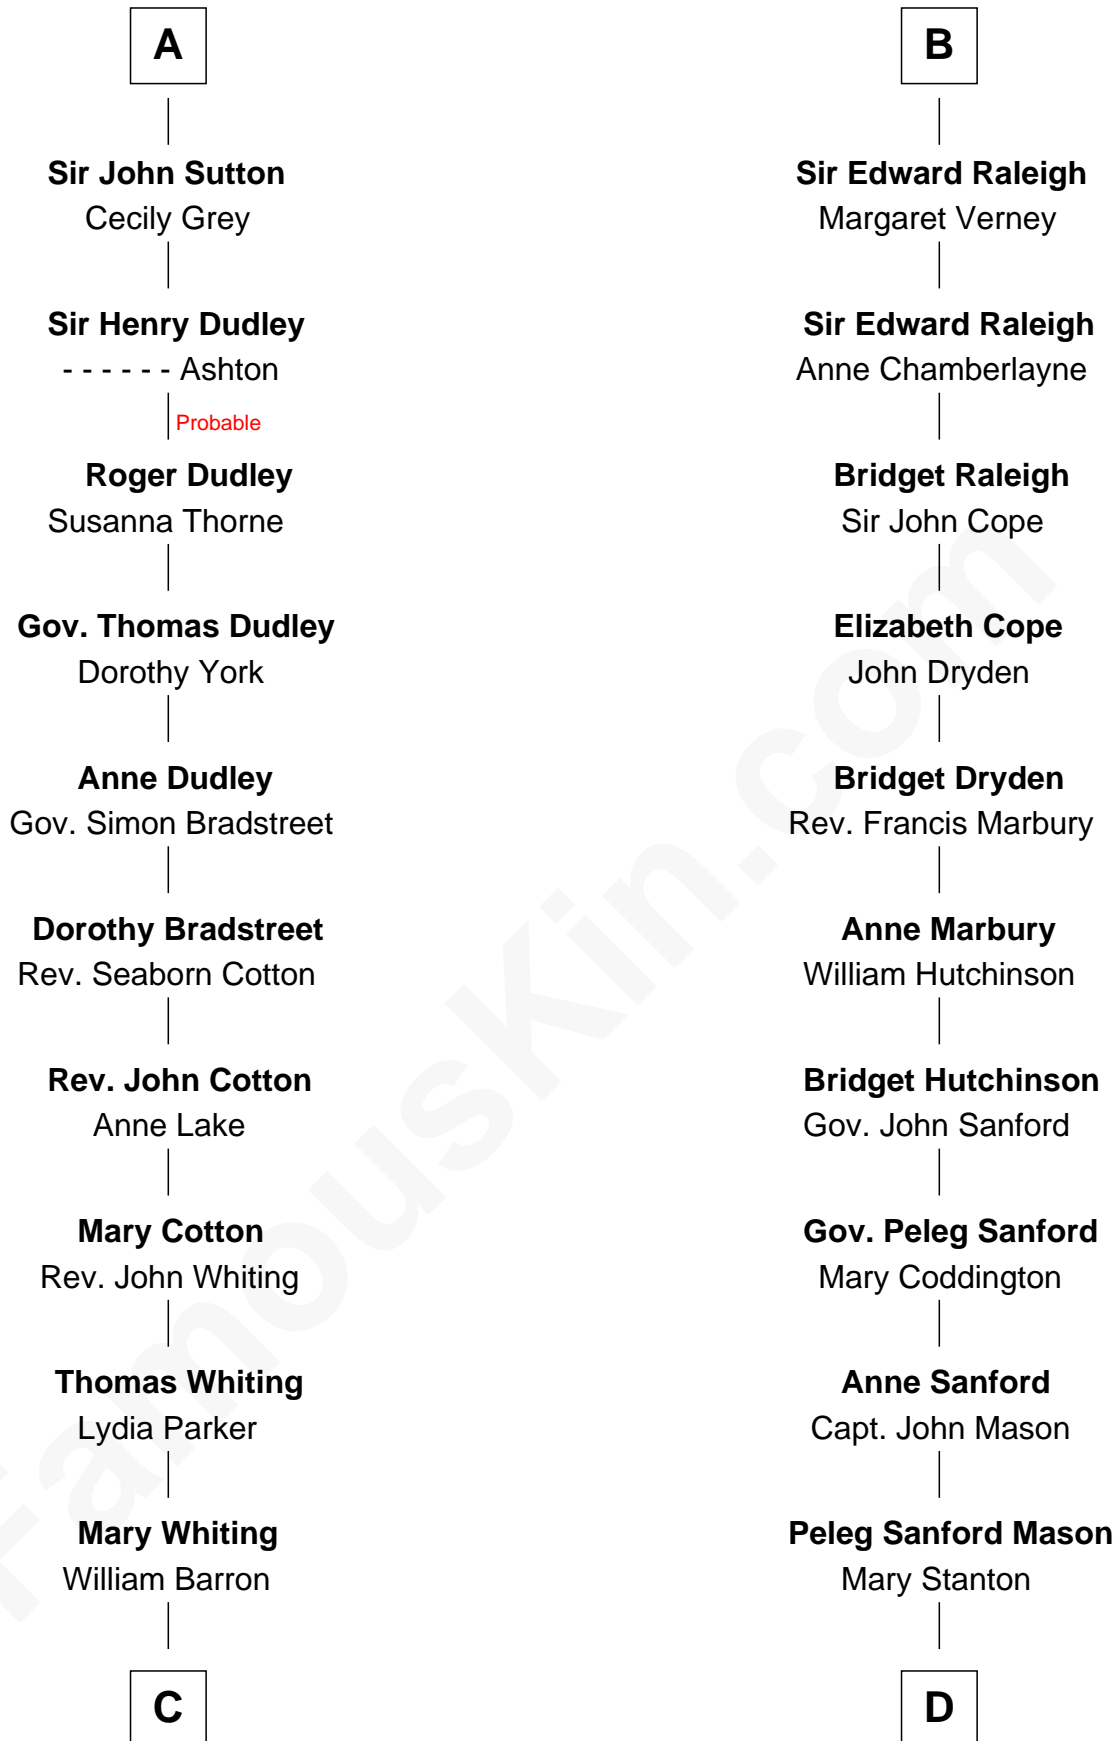 A
Sir John Sutton
Cecily Grey
Sir Henry Dudley
- - - - - - Ashton
Probable
Roger Dudley
Susanna Thorne
Gov. Thomas Dudley
Dorothy York
Anne Dudley
Gov. Simon Bradstreet
Dorothy Bradstreet
Rev. Seaborn Cotton
Rev. John Cotton
Anne Lake
Mary Cotton
Rev. John Whiting
Thomas Whiting
Lydia Parker
Mary Whiting
William Barron
C
B
Sir Edward Raleigh
Margaret Verney
Sir Edward Raleigh
Anne Chamberlayne
Bridget Raleigh
Sir John Cope
Elizabeth Cope
John Dryden
Bridget Dryden
Rev. Francis Marbury
Anne Marbury
William Hutchinson
Bridget Hutchinson
Gov. John Sanford
Gov. Peleg Sanford
Mary Coddington
Anne Sanford
Capt. John Mason
Peleg Sanford Mason
Mary Stanton
D
FamousKin.com